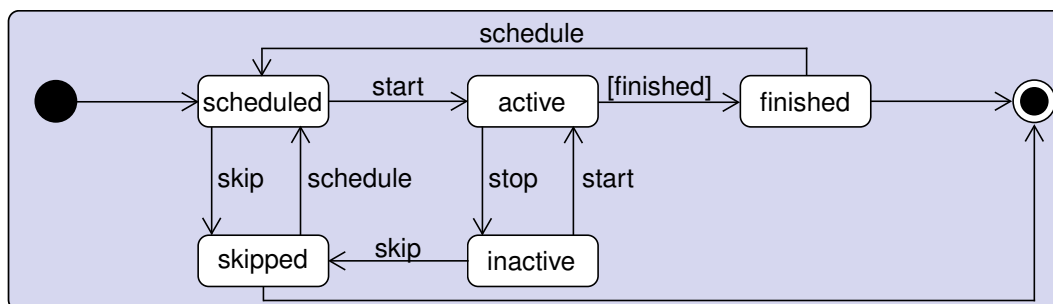 schedule
scheduled
start
active
[finished]
finished
skip
schedule
stop
start
skipped
skip
inactive